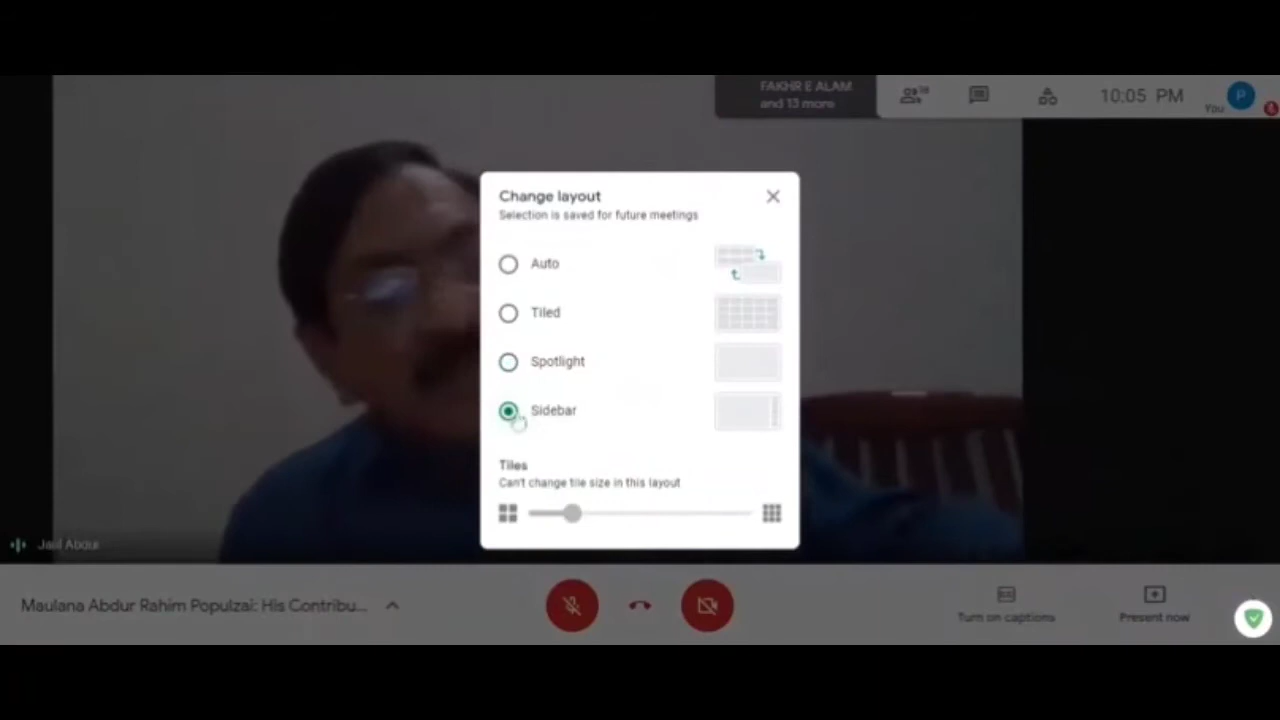 FAKHR E ALAM
and 13 more
10:05 PM
You
P
Change layout
Selection is saved for future meetings
Auto
Tiled
Spotlight
Sidebar
Tiles
Can't change tile size in this layout
Jalil Abdur
Maulana Abdur Rahim Populzai: His Contribu...
Turn on captions
Present now